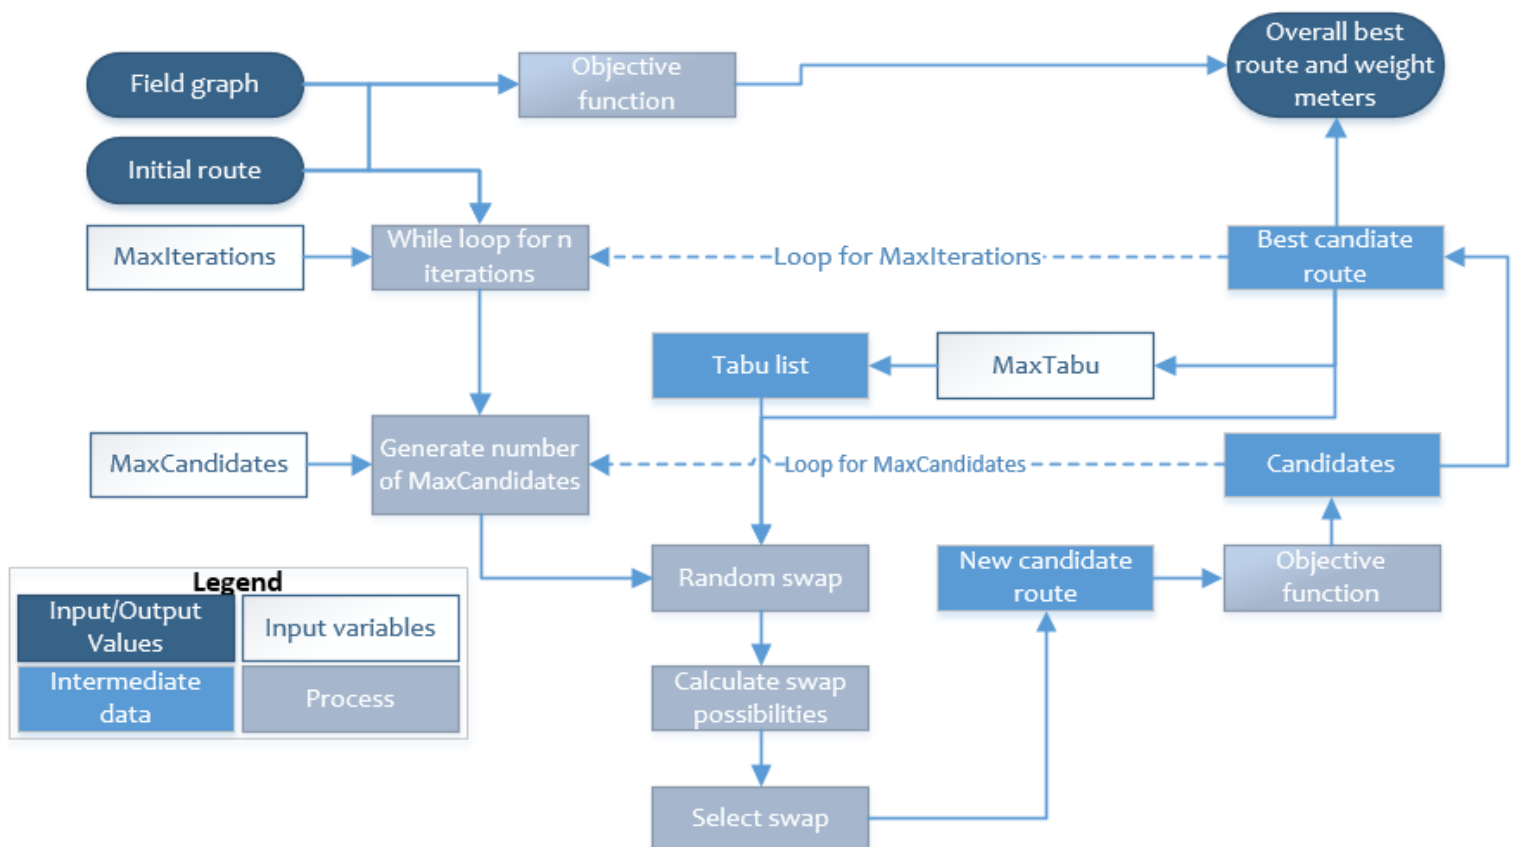 Field graph
Objective
function
Overall best
route and weight
meters
Initial route
MaxIterations
While loop for n
iterations
Loop for MaxIterations
Best candiate
route
Tabu list
MaxTabu
MaxCandidates
Generate number
of MaxCandidates
Loop for MaxCandidates
Candidates
Random swap
New candidate
route
Objective
function
Legend
Input/Output
Values
Input variables
Intermediate
data
Process
Calculate swap
possibilities
Select swap